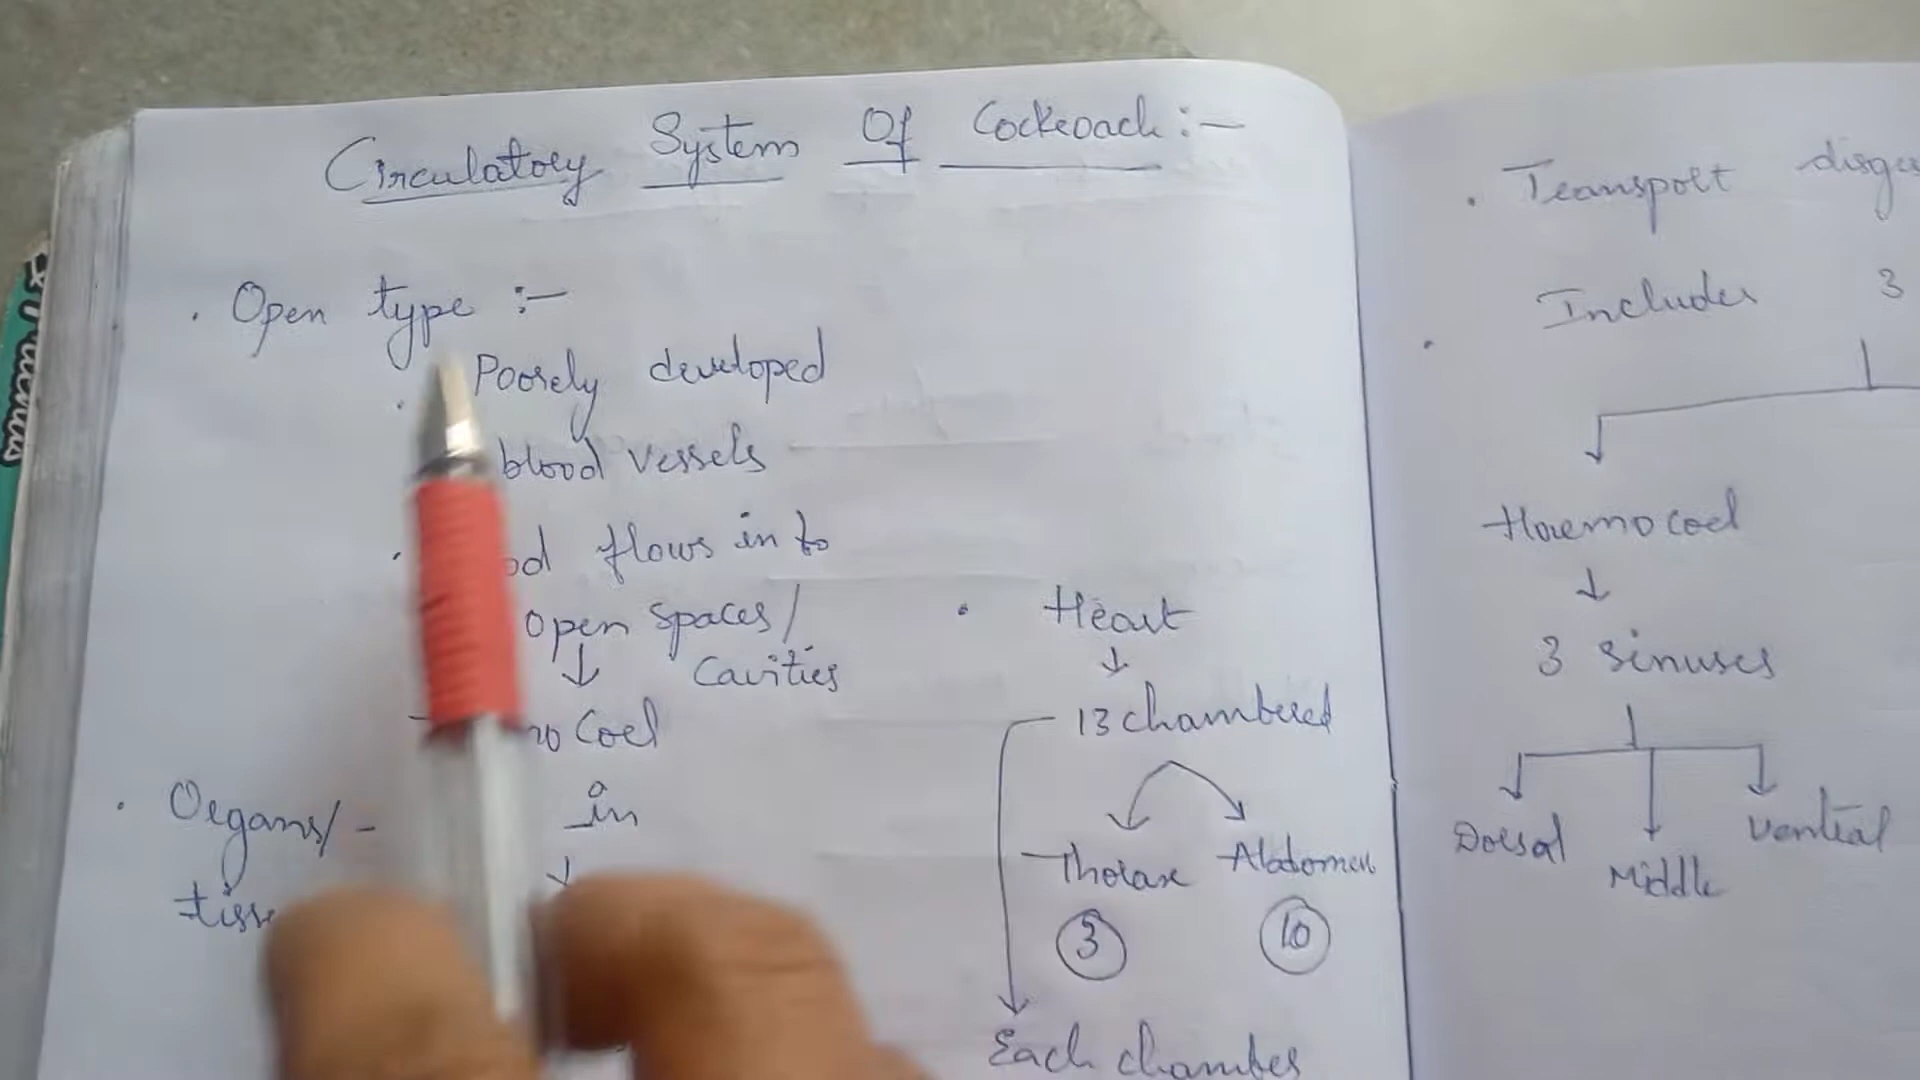 Circulatory System Of Cockroach :-
. Open type :-
. Poorly developed
blood vessels
. flows in to
open spaces/
↓ Cavities
Coel
. Organs/ - in
↓
. Heart
↓
13 chambered
Thorax Abdomen
3 10
Each chamber
. Transport
. Includes 3
Haemocoel
↓
3 sinuses
Dorsal Middle Ventral